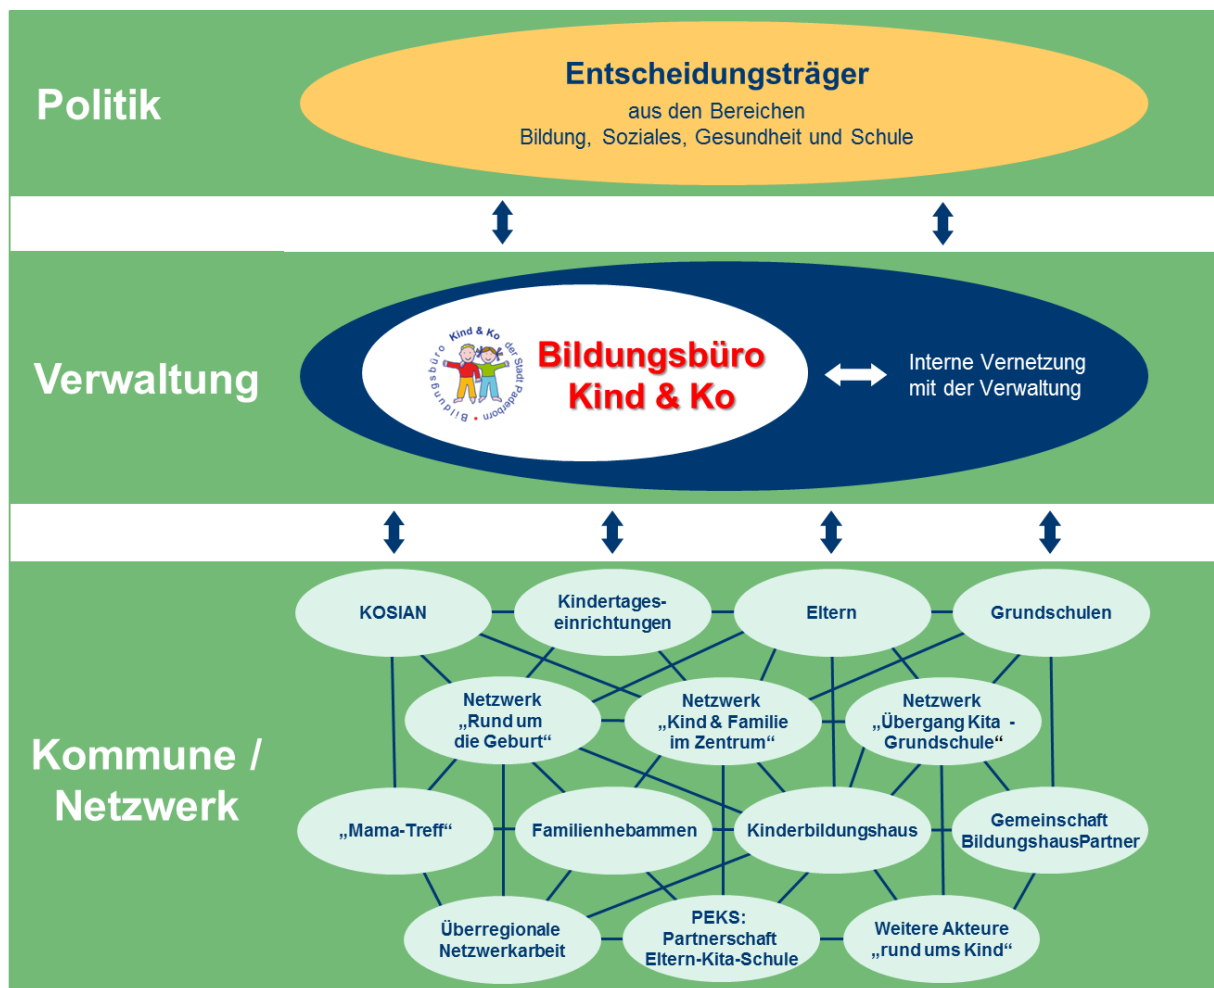 Politik
Entscheidungsträger
aus den Bereichen
Bildung, Soziales, Gesundheit und Schule
Verwaltung
Bildungsbüro Kind & Ko der Stadt Paderborn •
Bildungsbüro
Kind & Ko
Interne Vernetzung
mit der Verwaltung
Kommune /
Netzwerk
KOSIAN
Kindertages-
einrichtungen
Eltern
Grundschulen
Netzwerk
„Rund um
die Geburt“
Netzwerk
„Kind & Familie
im Zentrum“
Netzwerk
„Übergang Kita -
Grundschule“
„Mama-Treff“
Familienhebammen
Kinderbildungshaus
Gemeinschaft
BildungshausPartner
Überregionale
Netzwerkarbeit
PEKS:
Partnerschaft
Eltern-Kita-Schule
Weitere Akteure
„rund ums Kind“